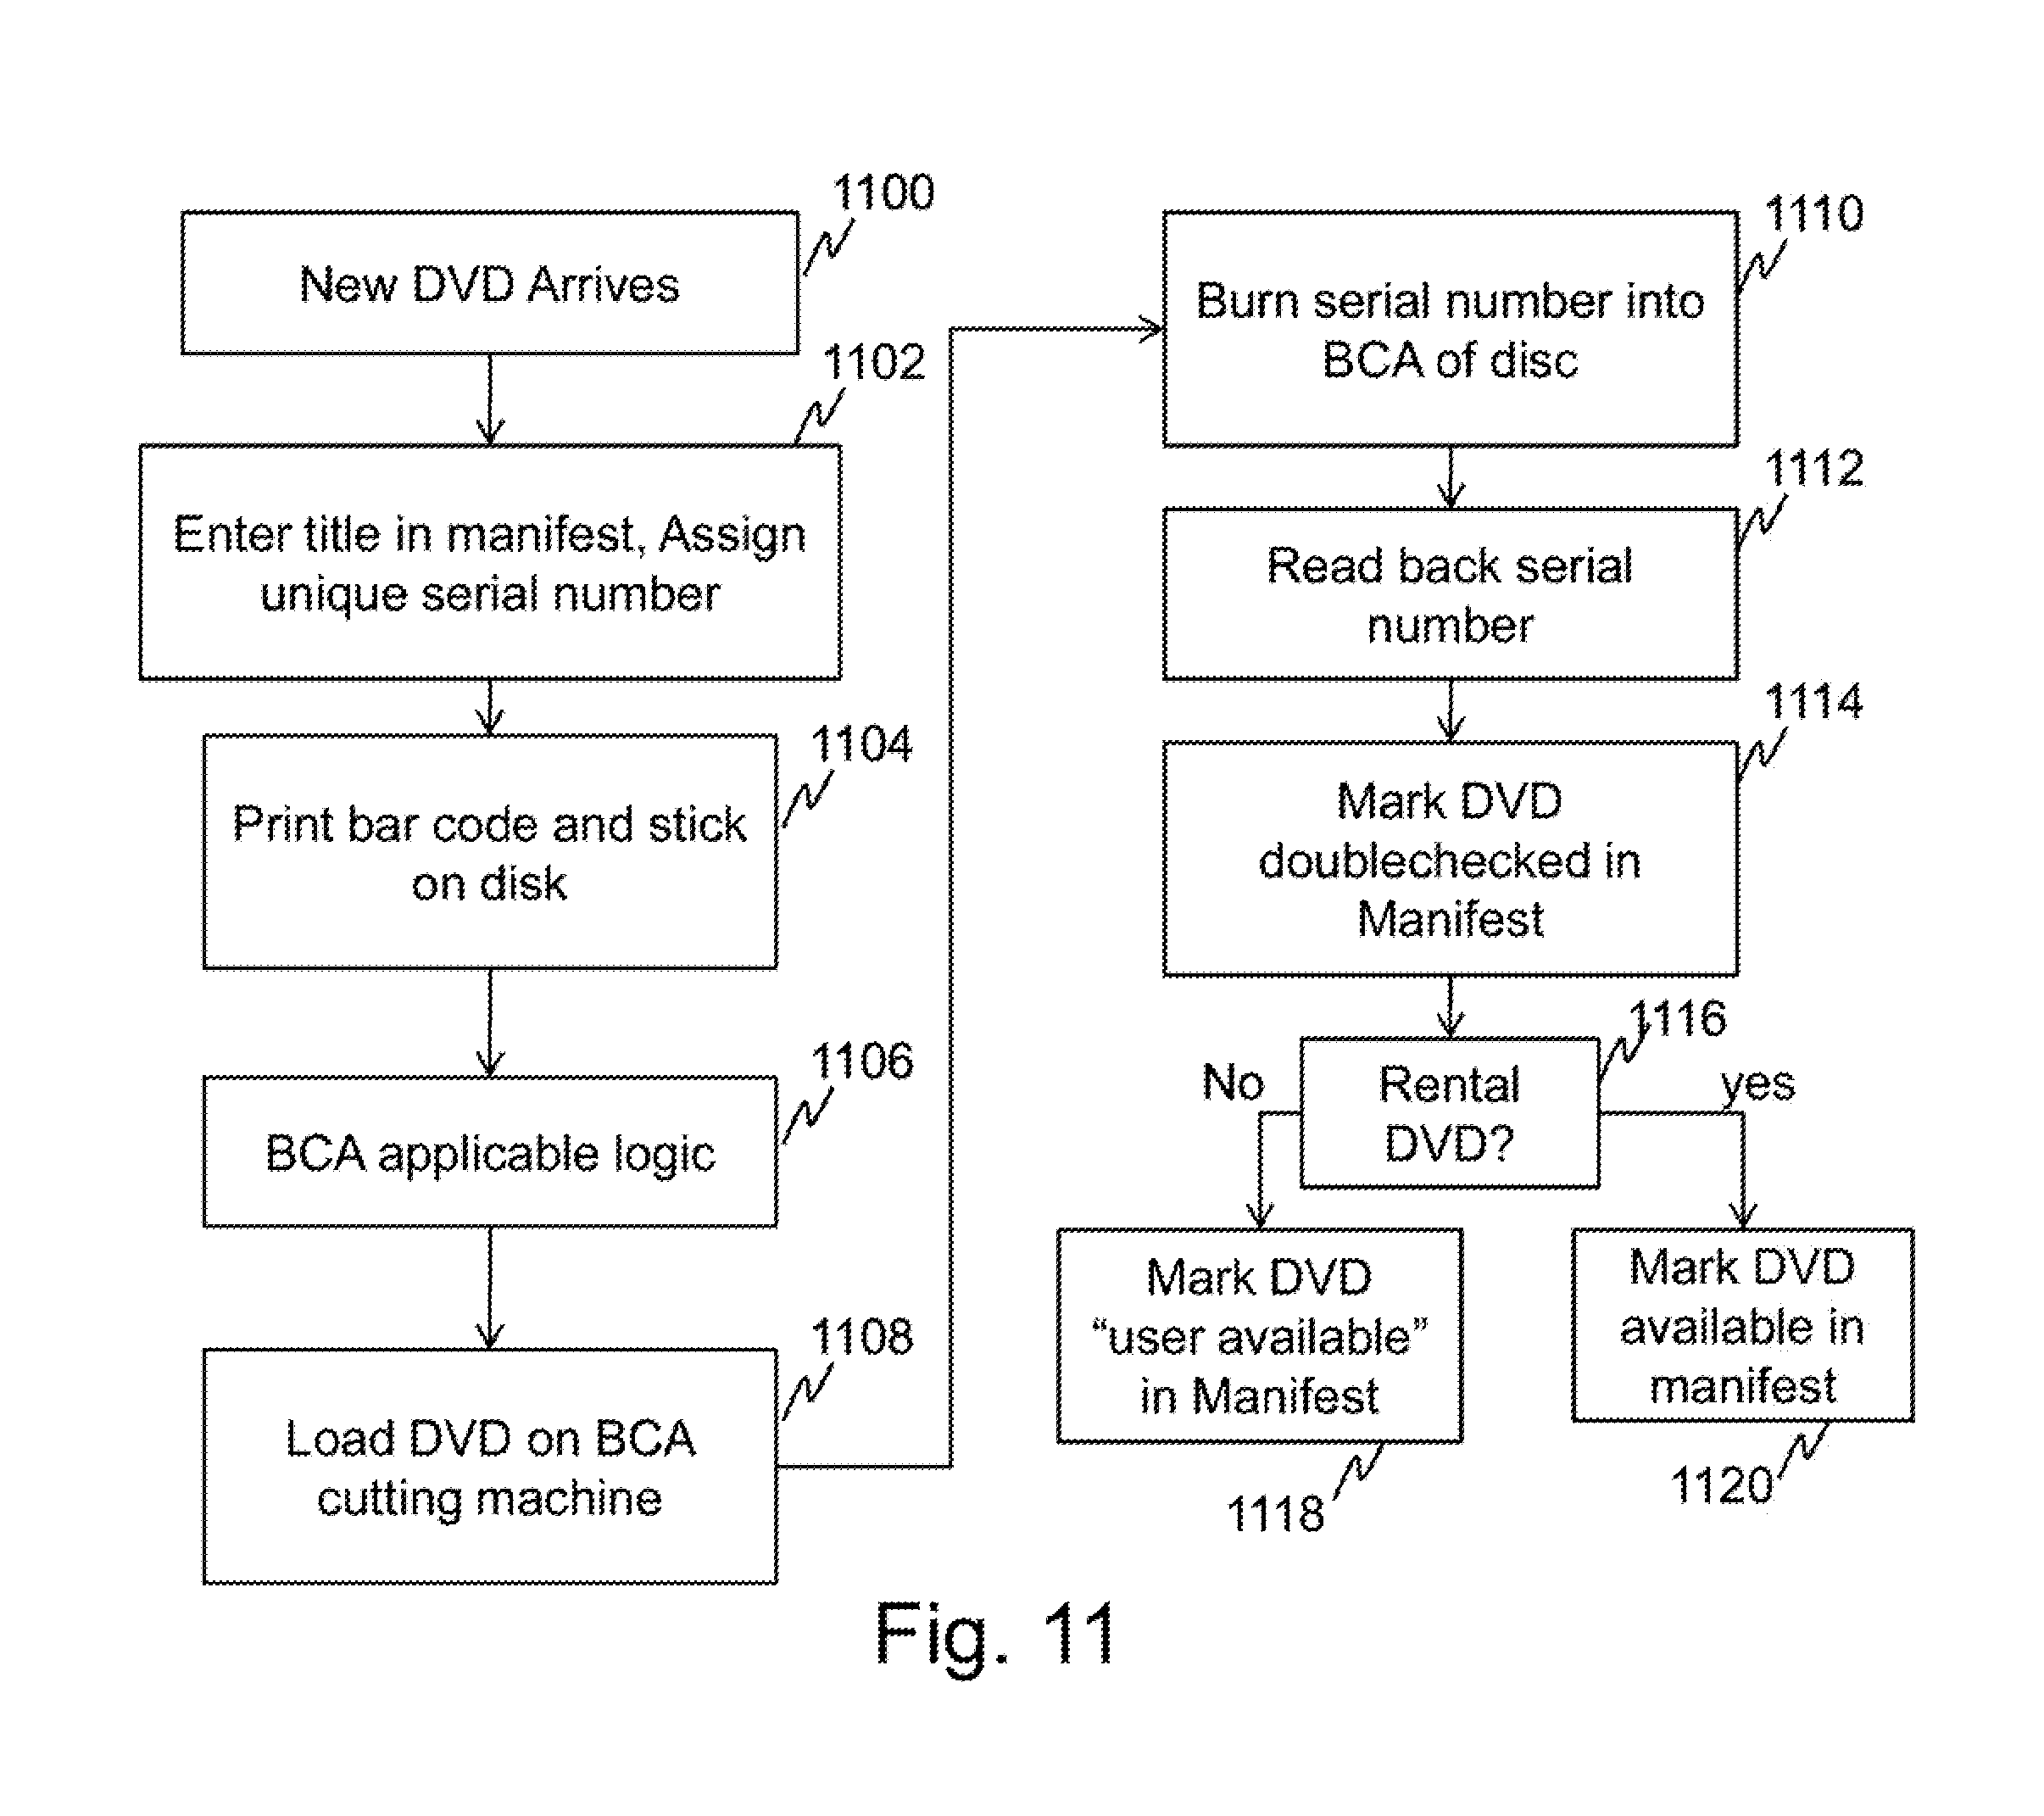 1100
New DVD Arrives
1102
Enter title in manifest, Assign
unique serial number
1104
Print bar code and stick
on disk
1106
BCA applicable logic
1108
Load DVD on BCA
cutting machine
1110
Burn serial number into
BCA of disc
1112
Read back serial
number
1114
Mark DVD
doublechecked in
Manifest
1116
Rental
DVD?
No
yes
Mark DVD
“user available”
in Manifest
1118
Mark DVD
available in
manifest
1120
Fig. 11